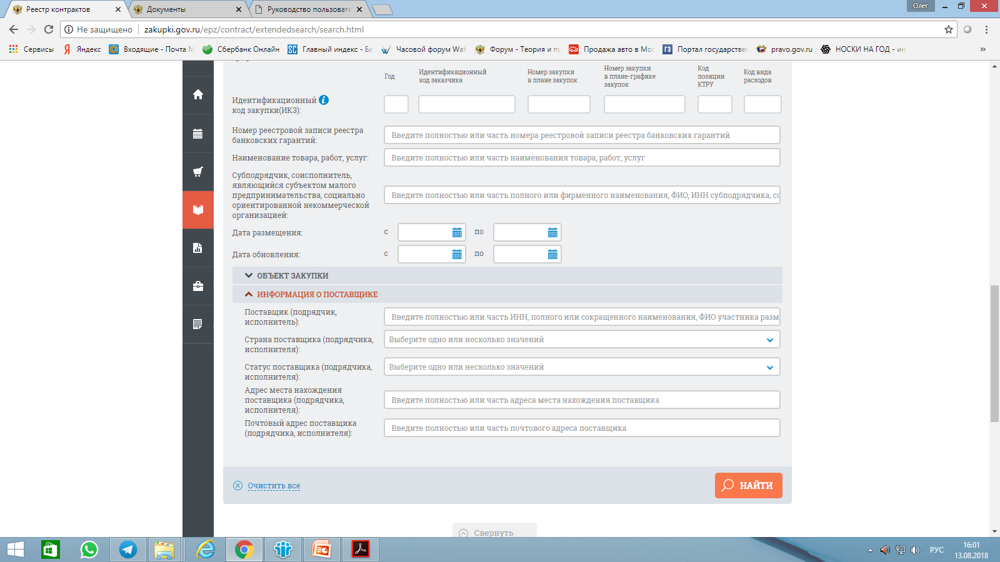 Реестр контрактов
Документы
Руководство пользовате
Олег
Не защищено
zakupki.gov.ru/epz/contract/extendedsearch/search.html
Сервисы
Яндекс
Входящие - Почта M
Сбербанк Онлайн
Главный индекс - Ба
Часовой форум Wat
Форум - Теория и пр
Продажа авто в Мос
Портал государствен
pravo.gov.ru
НОСКИ НА ГОД - ин
»
Год
Идентификационный
код заказчика
Номер закупки
в плане закупок
Номер закупки
в плане-графике
закупок
Код
позиции
КТРУ
Код вида
расходов
Идентификационный
код закупки(ИКЗ):
Номер реестровой записи реестра
банковских гарантий:
Введите полностью или часть номера реестровой записи реестра банковских гарантий
Наименование товара, работ, услуг:
Введите полностью или часть наименования товара, работ, услуг
Субподрядчик, соисполнитель,
являющийся субъектом малого
предпринимательства, социально
ориентированной некоммерческой
организацией:
Введите полностью или часть полного или фирменного наименования, ФИО, ИНН субподрядчика, со
Дата размещения:
с
по
Дата обновления:
с
по
ОБЪЕКТ ЗАКУПКИ
ИНФОРМАЦИЯ О ПОСТАВЩИКЕ
Поставщик (подрядчик,
исполнитель):
Введите полностью или часть ИНН, полного или сокращенного наименования, ФИО участника разм
Страна поставщика (подрядчика,
исполнителя):
Выберите одно или несколько значений
Статус поставщика (подрядчика,
исполнителя):
Выберите одно или несколько значений
Адрес места нахождения
поставщика (подрядчика,
исполнителя):
Введите полностью или часть адреса места нахождения поставщика
Почтовый адрес поставщика
(подрядчика, исполнителя):
Введите полностью или часть почтового адреса поставщика
Очистить все
НАЙТИ
Свернуть
РУС
16:01
13.08.2018